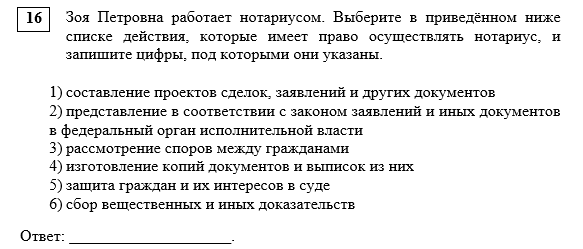 16 Зоя Петровна работает нотариусом. Выберите в приведённом ниже
списке действия, которые имеет право осуществлять нотариус, и
запишите цифры, под которыми они указаны.
1) составление проектов сделок, заявлений и других документов
2) представление в соответствии с законом заявлений и иных документов
в федеральный орган исполнительной власти
3) рассмотрение споров между гражданами
4) изготовление копий документов и выписок из них
5) защита граждан и их интересов в суде
6) сбор вещественных и иных доказательств
Ответ: ______________________.